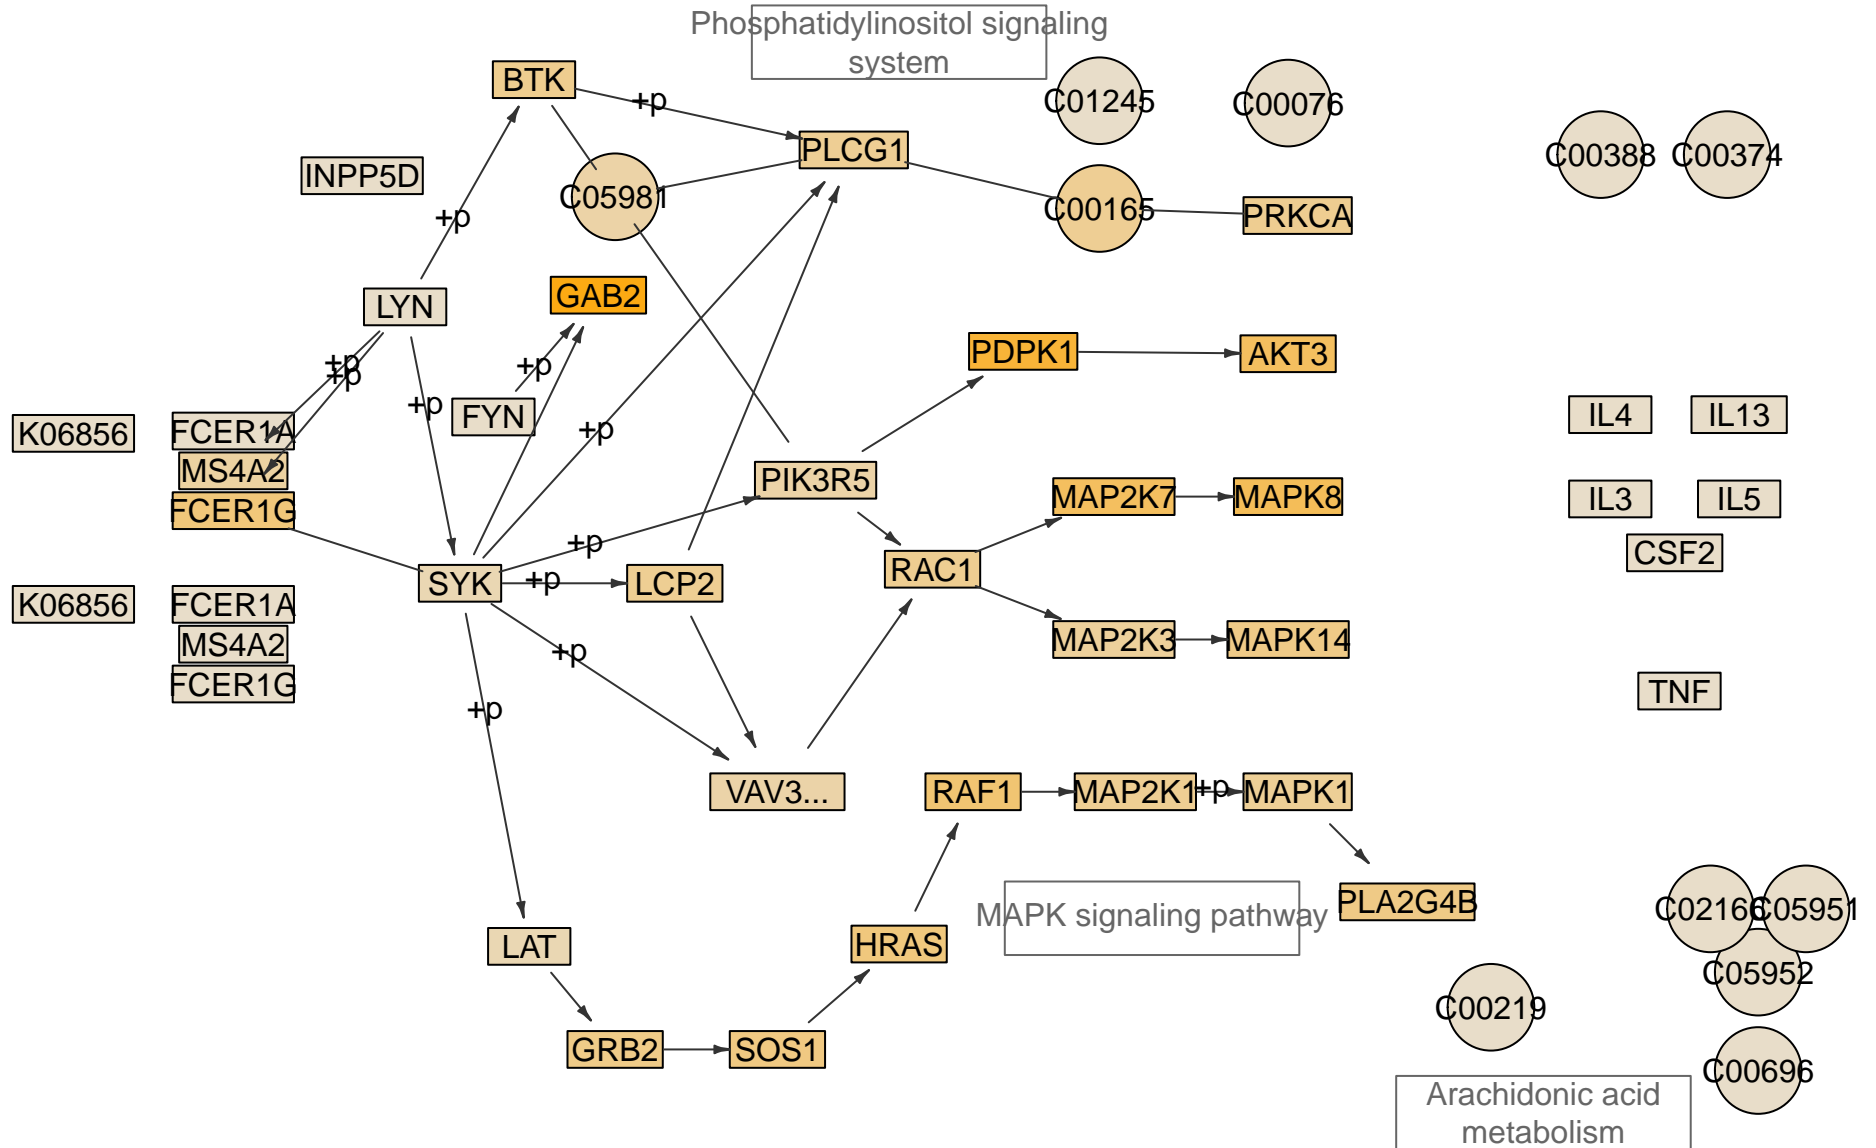 Phosphatidylinositol signaling
system
BTK
+p
C01245
C00076
PLCG1
C00388
C00374
INPP5D
C05981
+p
C00165
PRKCA
LYN
GAB2
PDPK1
AKT3
+p
+p
+p
+p
FYN
+p
K06856
FCER1A
IL4
IL13
MS4A2
PIK3R5
FCER1G
MAP2K7
MAPK8
IL3
IL5
+p
CSF2
SYK
+p
LCP2
RAC1
K06856
FCER1A
MS4A2
+p
MAP2K3
MAPK14
FCER1G
TNF
+p
VAV3...
RAF1
MAP2K1
+p
MAPK1
PLA2G4B
C02166
C05951
MAPK signaling pathway
LAT
HRAS
C05952
C00219
GRB2
SOS1
C00696
Arachidonic acid
metabolism